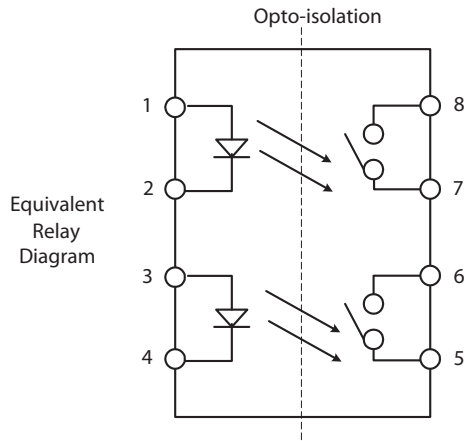 Opto-isolation
1
8
2
7
Equivalent
Relay
Diagram
3
6
4
5